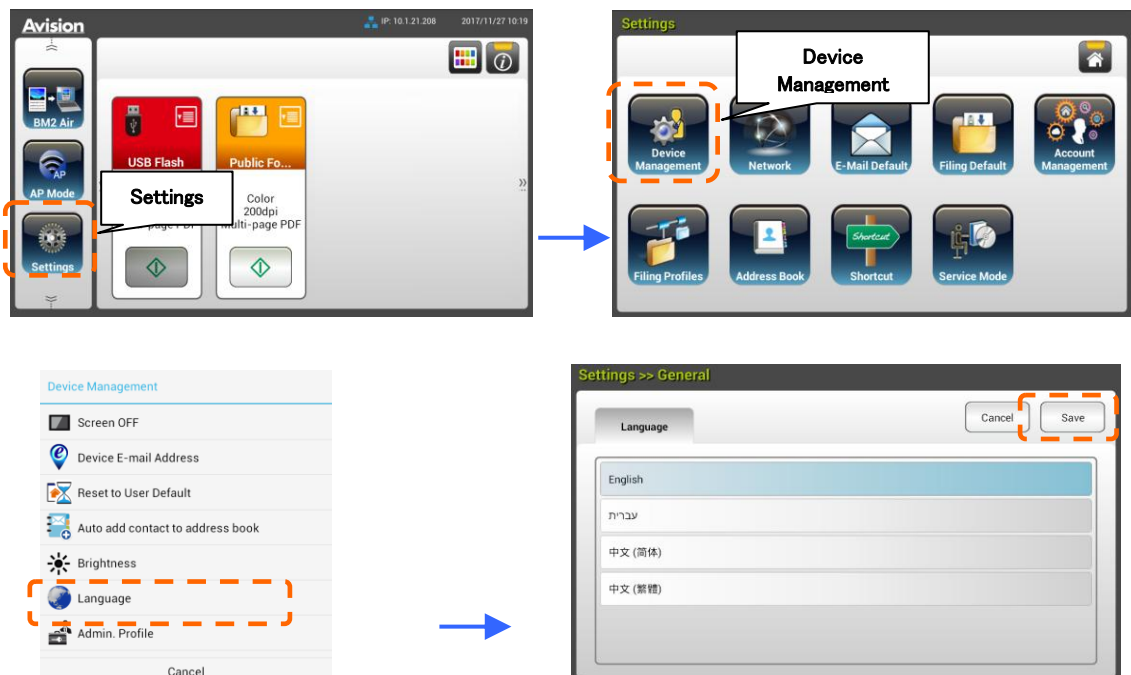 Avision
IP: 10.1.21.208
2017/11/27 10:19
BM2 Air
AP
AP Mode
Settings
USB Flash
Public Fo...
Settings
Color
200dpi
Multi-page PDF
Settings
Device
Management
Device
Management
Network
E-Mail Default
Filing Default
Account
Management
Filing Profiles
Address Book
Shortcut
Shortcut
Service Mode
Device Management
Screen OFF
Device E-mail Address
Reset to User Default
Auto add contact to address book
Brightness
Language
Admin. Profile
Cancel
Settings >> General
Language
Cancel
Save
English
עברית
中文 (简体)
中文 (繁體)